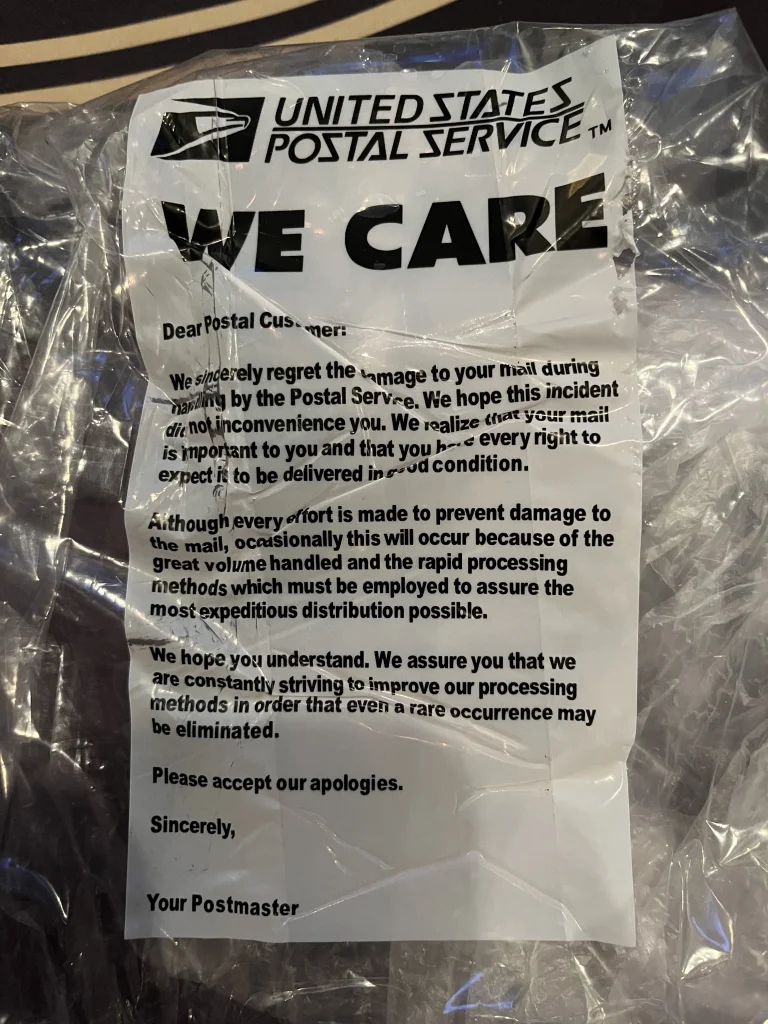 UNITED STATES
POSTAL SERVICE™
WE CARE
Dear Postal Customer:
We sincerely regret the damage to your mail during
handling by the Postal Service. We hope this incident
did not inconvenience you. We realize that your mail
is important to you and that you have every right to
expect it to be delivered in good condition.
Although every effort is made to prevent damage to
the mail, occasionally this will occur because of the
great volume handled and the rapid processing
methods which must be employed to assure the
most expeditious distribution possible.
We hope you understand. We assure you that we
are constantly striving to improve our processing
methods in order that even a rare occurrence may
be eliminated.
Please accept our apologies.
Sincerely,
Your Postmaster